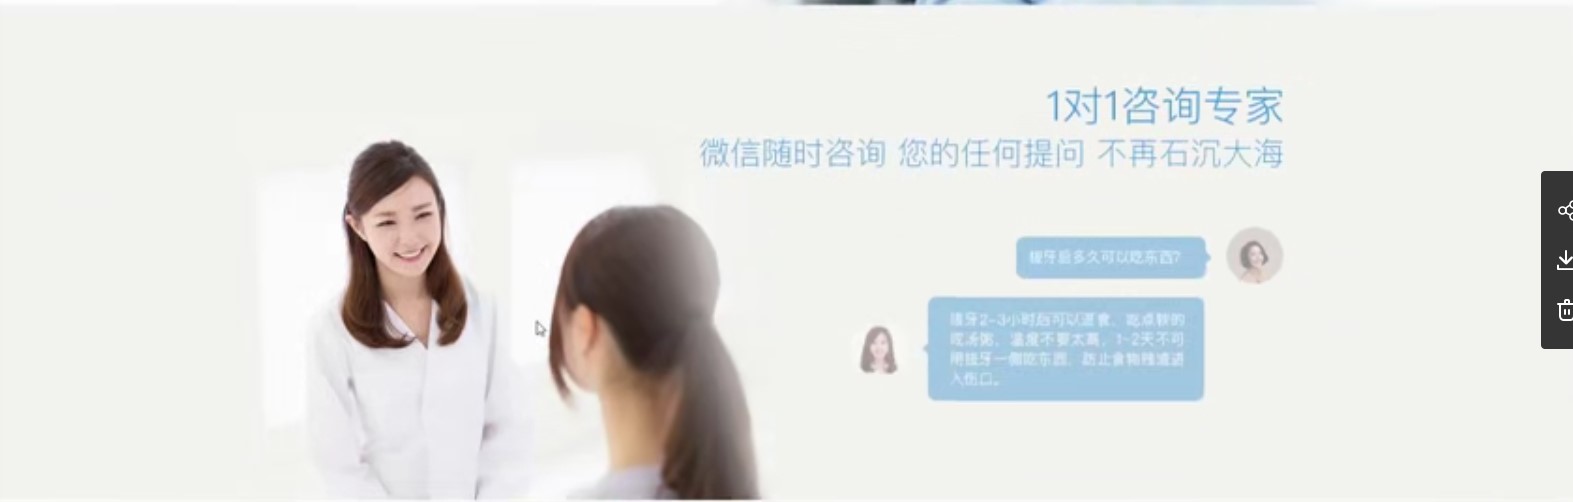 1对1咨询专家
微信随时咨询 您的任何提问 不再石沉大海
拔牙后多久可以吃东西?
拔牙2-3小时后可以进食，吃点软的
吃汤粥，温度不要太高，1-2天不可
用拔牙一侧吃东西，防止食物残渣进
入伤口。